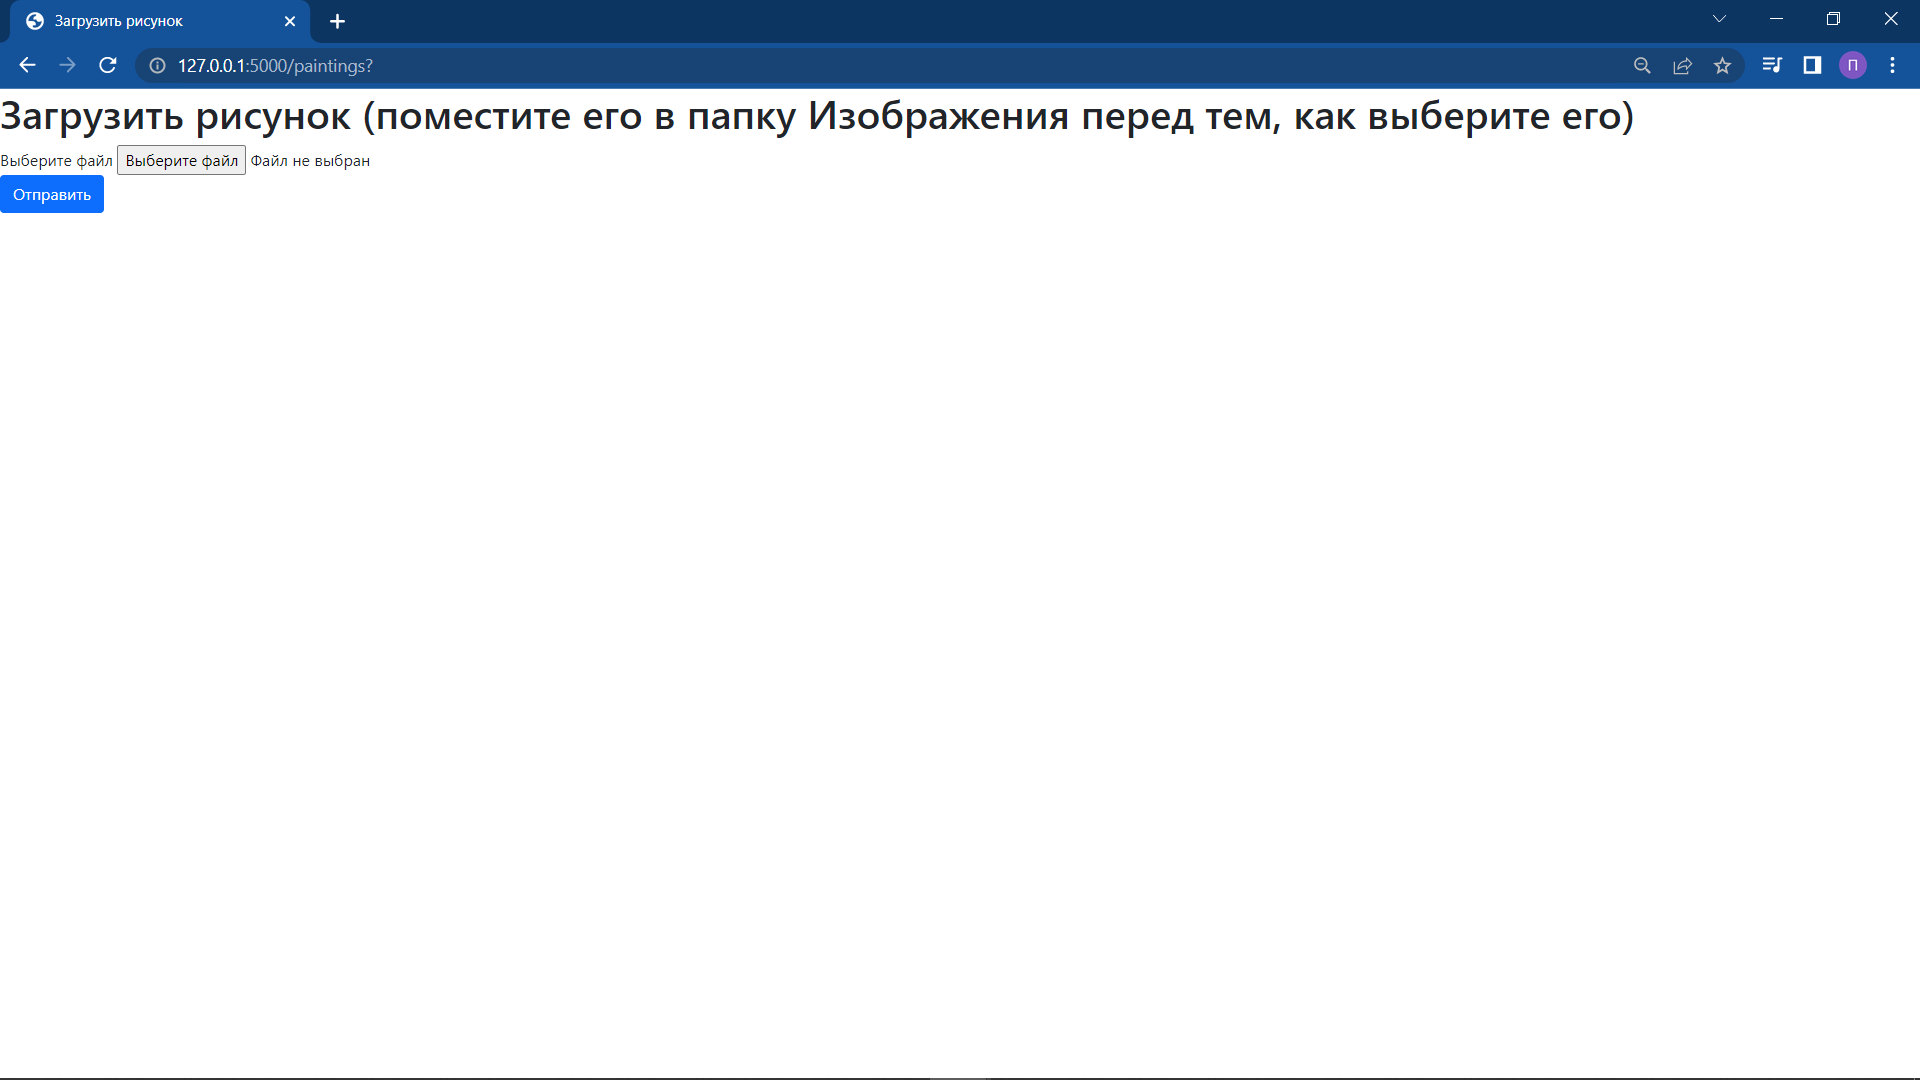 Загрузить рисунок
127.0.0.1:5000/paintings?
П
Загрузить рисунок (поместите его в папку Изображения перед тем, как выберите его)
Выберите файл Выберите файл Файл не выбран
Отправить